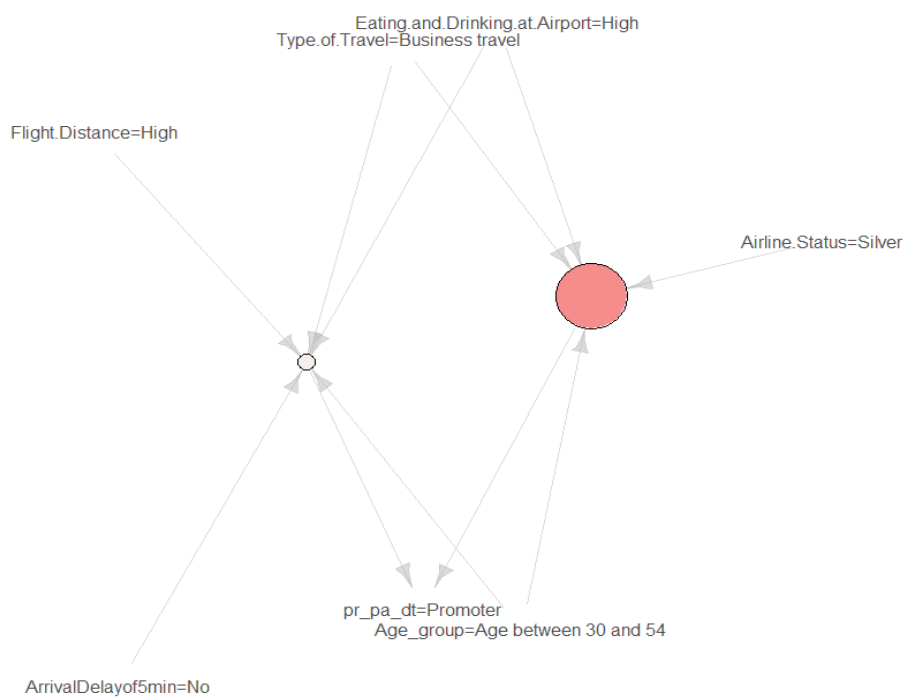 Eating.and.Drinking.at.Airport=High
Type.of.Travel=Business travel
Flight.Distance=High
Airline.Status=Silver
pr_pa_dt=Promoter
Age_group=Age between 30 and 54
ArrivalDelayof5min=No